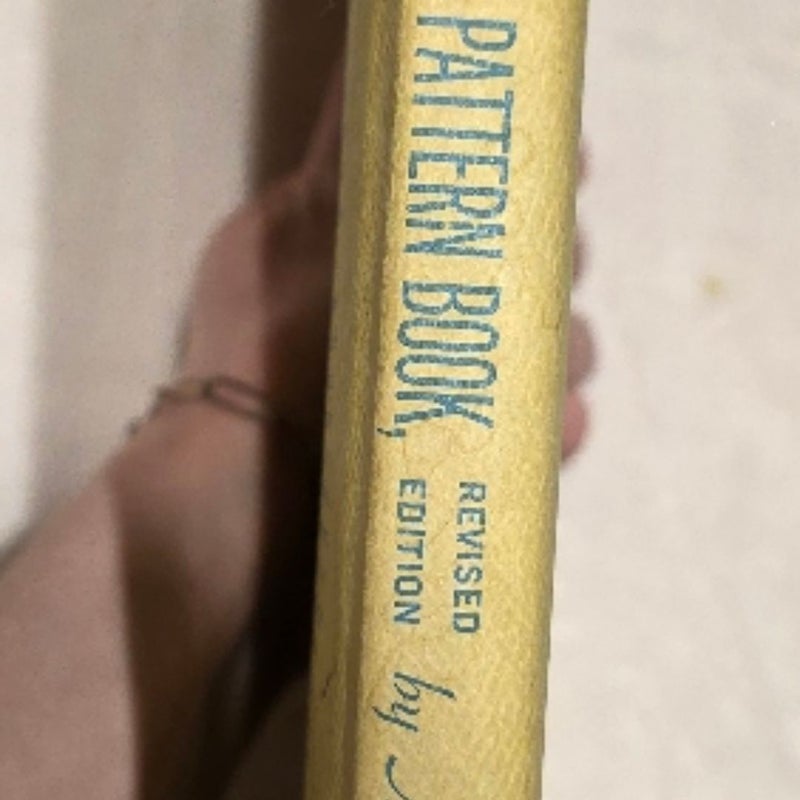 PATTERN BOOK,
REVISED
EDITION
by